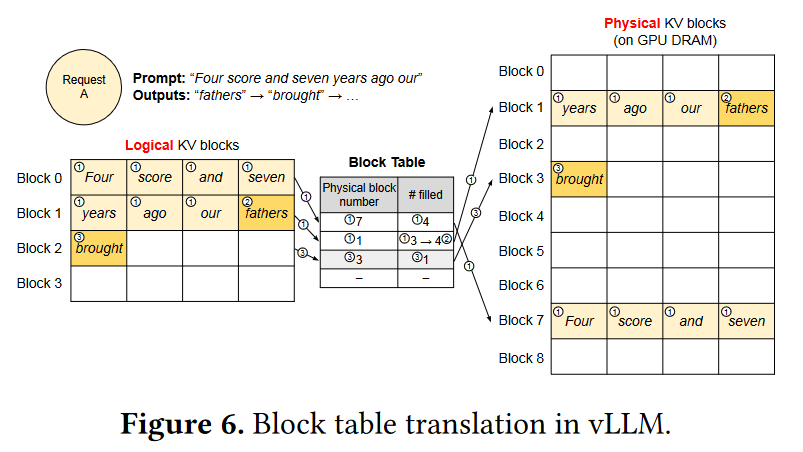 Physical KV blocks
(on GPU DRAM)
Request
A
Prompt: “Four score and seven years ago our”
Outputs: “fathers” → “brought” → …
Logical KV blocks
Block 0 ① Four ① score ① and ① seven
Block 1 ① years ① ago ① our ② fathers
Block 2 ③ brought
Block 3
① ① ③
Block Table
Physical block number # filled
①7 ①4
①1 ①3 → 4②
③3 ③1
– –
① ③ ①
Block 0
Block 1 ① years ① ago ① our ② fathers
Block 2
Block 3 ③ brought
Block 4
Block 5
Block 6
Block 7 ① Four ① score ① and ① seven
Block 8
Figure 6. Block table translation in vLLM.